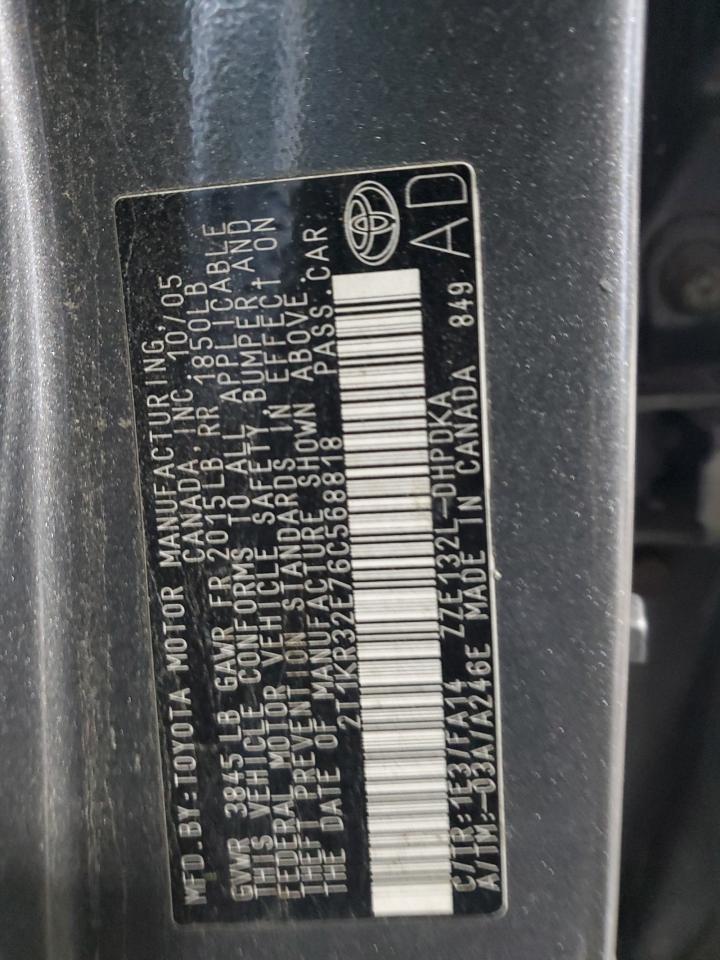 MFD.BY:TOYOTA MOTOR MANUFACTURING,
CANADA, INC. 10/05
GVWR 3845LB GAWR FR 2015LB RR 1850LB
THIS VEHICLE CONFORMS TO ALL APPLICABLE
FEDERAL MOTOR VEHICLE SAFETY, BUMPER, AND
THEFT PREVENTION STANDARDS IN EFFECT ON
THE DATE OF MANUFACTURE SHOWN ABOVE.
2T1KR32E76C568818 PASS.CAR
C/TR:1E3/FA14 ZZE132L-DHPDKA
A/TM:-03A/A246E MADE IN CANADA 849
AD